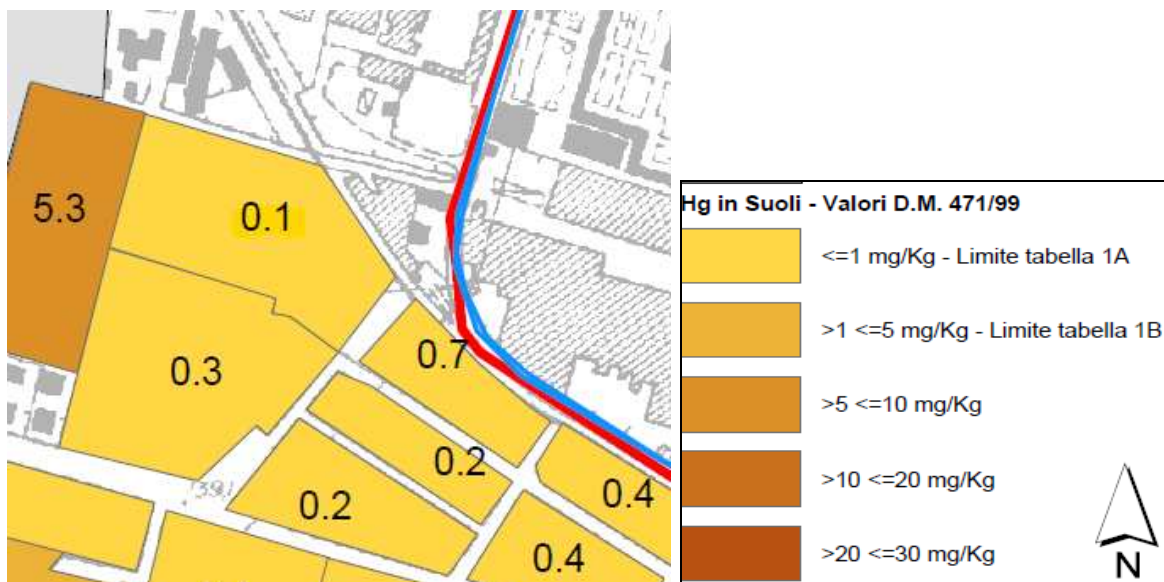 5.3
0.1
0.3
0.7
0.2
0.2
0.4
0.4
Hg in Suoli - Valori D.M. 471/99
<=1 mg/Kg - Limite tabella 1A
>1 <=5 mg/Kg - Limite tabella 1B
>5 <=10 mg/Kg
>10 <=20 mg/Kg
>20 <=30 mg/Kg
N